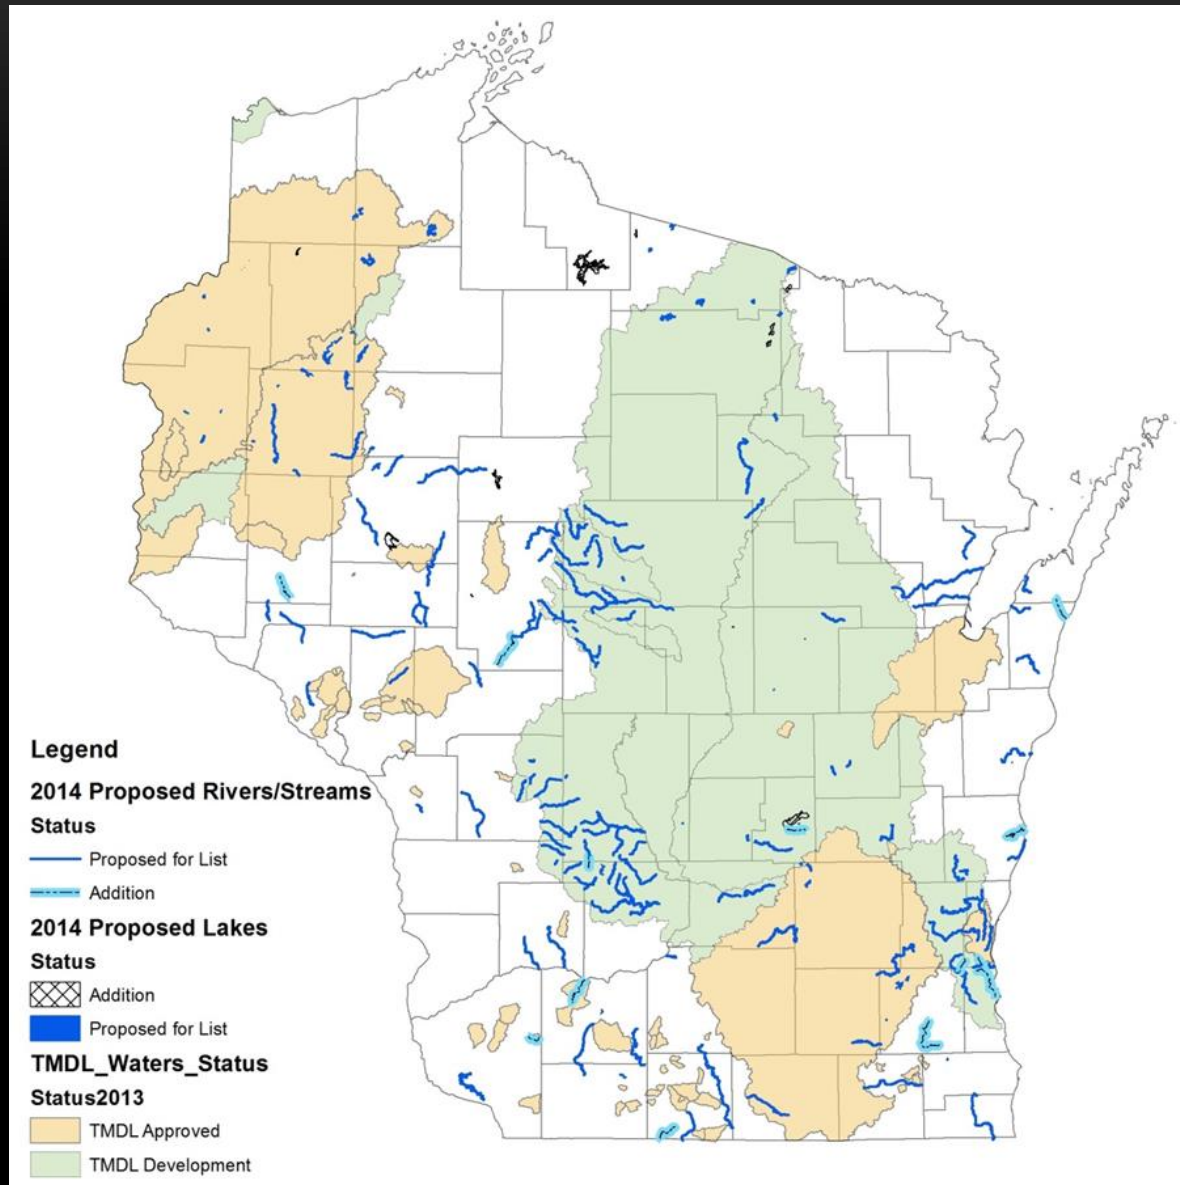 Legend
2014 Proposed Rivers/Streams
Status
Proposed for List
Addition
2014 Proposed Lakes
Status
Addition
Proposed for List
TMDL_Waters_Status
Status2013
TMDL Approved
TMDL Development